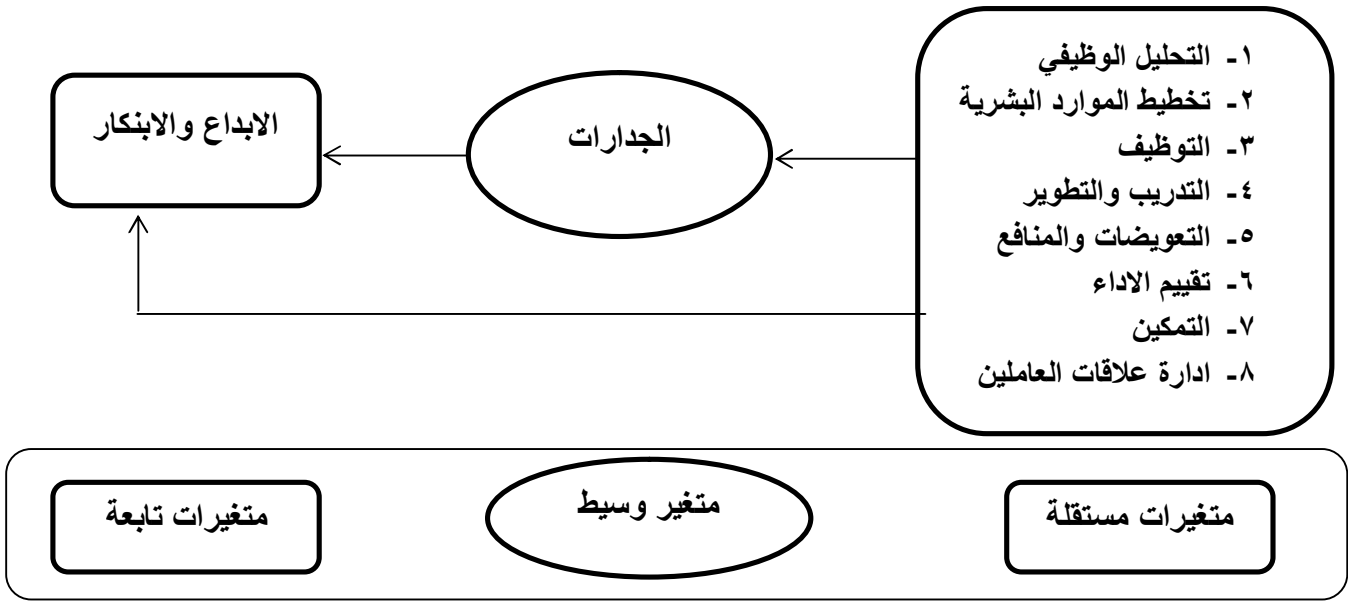 ١- التحليل الوظيفي
٢- تخطيط الموارد البشرية
٣- التوظيف
٤- التدريب والتطوير
٥- التعويضات والمنافع
٦- تقييم الاداء
٧- التمكين
٨- ادارة علاقات العاملين
الجدارات
الابداع والابنكار
متغيرات مستقلة
متغير وسيط
متغيرات تابعة